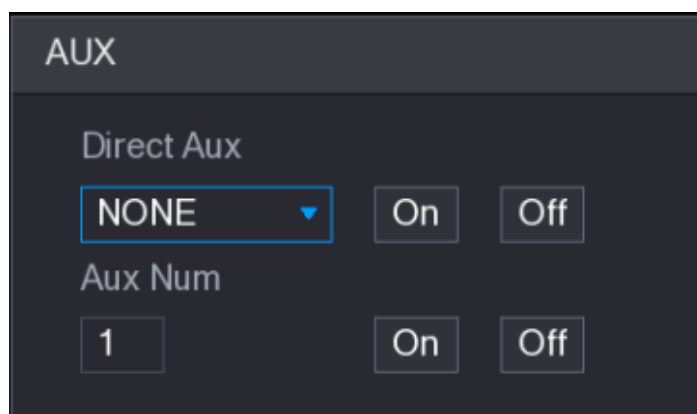 AUX
Direct Aux
NONE On Off
Aux Num
1 On Off